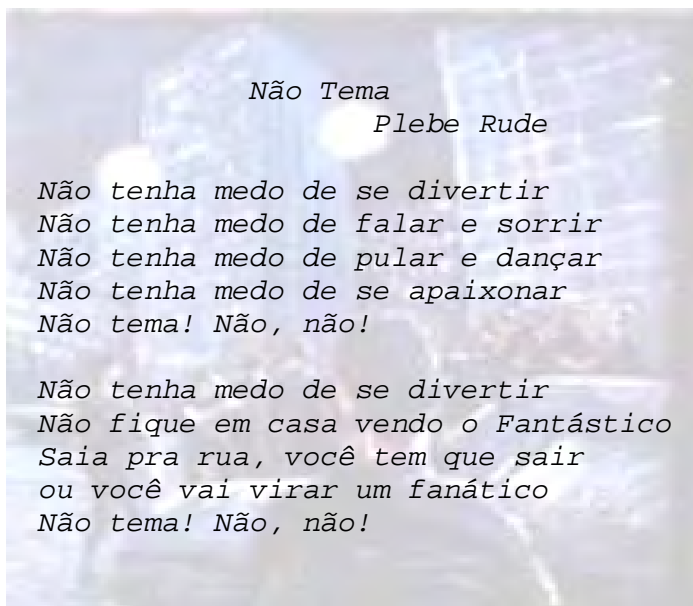 Não Tema
Plebe Rude
Não tenha medo de se divertir
Não tenha medo de falar e sorrir
Não tenha medo de pular e dançar
Não tenha medo de se apaixonar
Não tema! Não, não!
Não tenha medo de se divertir
Não fique em casa vendo o Fantástico
Saia pra rua, você tem que sair
ou você vai virar um fanático
Não tema! Não, não!